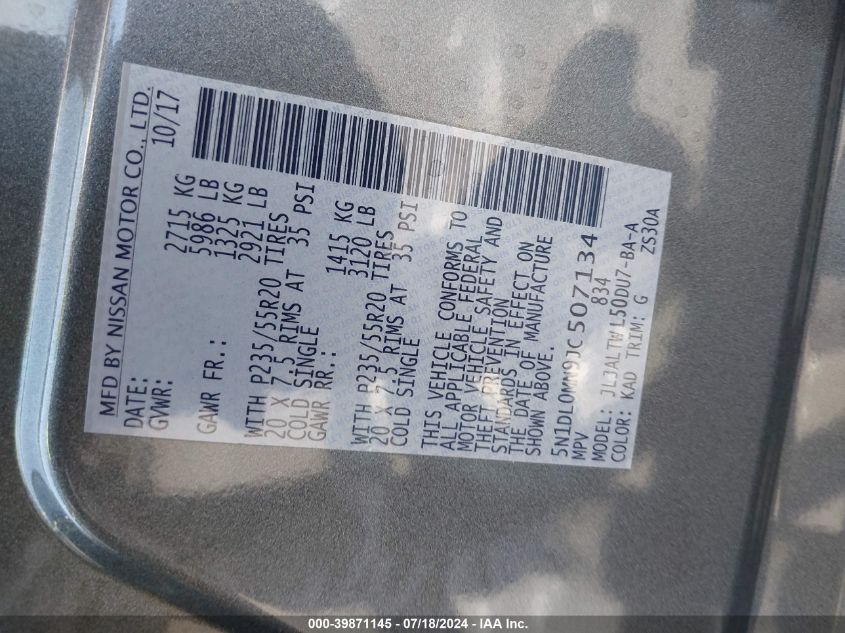 MFD BY NISSAN MOTOR CO., LTD.
DATE: 10/17
GVWR: 2715 KG
5986 LB
GAWR FR.: 1325 KG
2921 LB
WITH P235/55R20 TIRES
20 X 7.5 RIMS AT 35 PSI
COLD SINGLE
GAWR RR.: 1415 KG
3120 LB
WITH P235/55R20 TIRES
20 X 7.5 RIMS AT 35 PSI
COLD SINGLE
THIS VEHICLE CONFORMS TO
ALL APPLICABLE FEDERAL
MOTOR VEHICLE SAFETY AND
THEFT PREVENTION
STANDARDS IN EFFECT ON
THE DATE OF MANUFACTURE
SHOWN ABOVE.
5N1DL0MN9JC507134
MPV 834
MODEL: JLJALTWL50DU7-BA-A
COLOR: KAD TRIM: G ZS30A
000-39871145 - 07/18/2024 - IAA Inc.